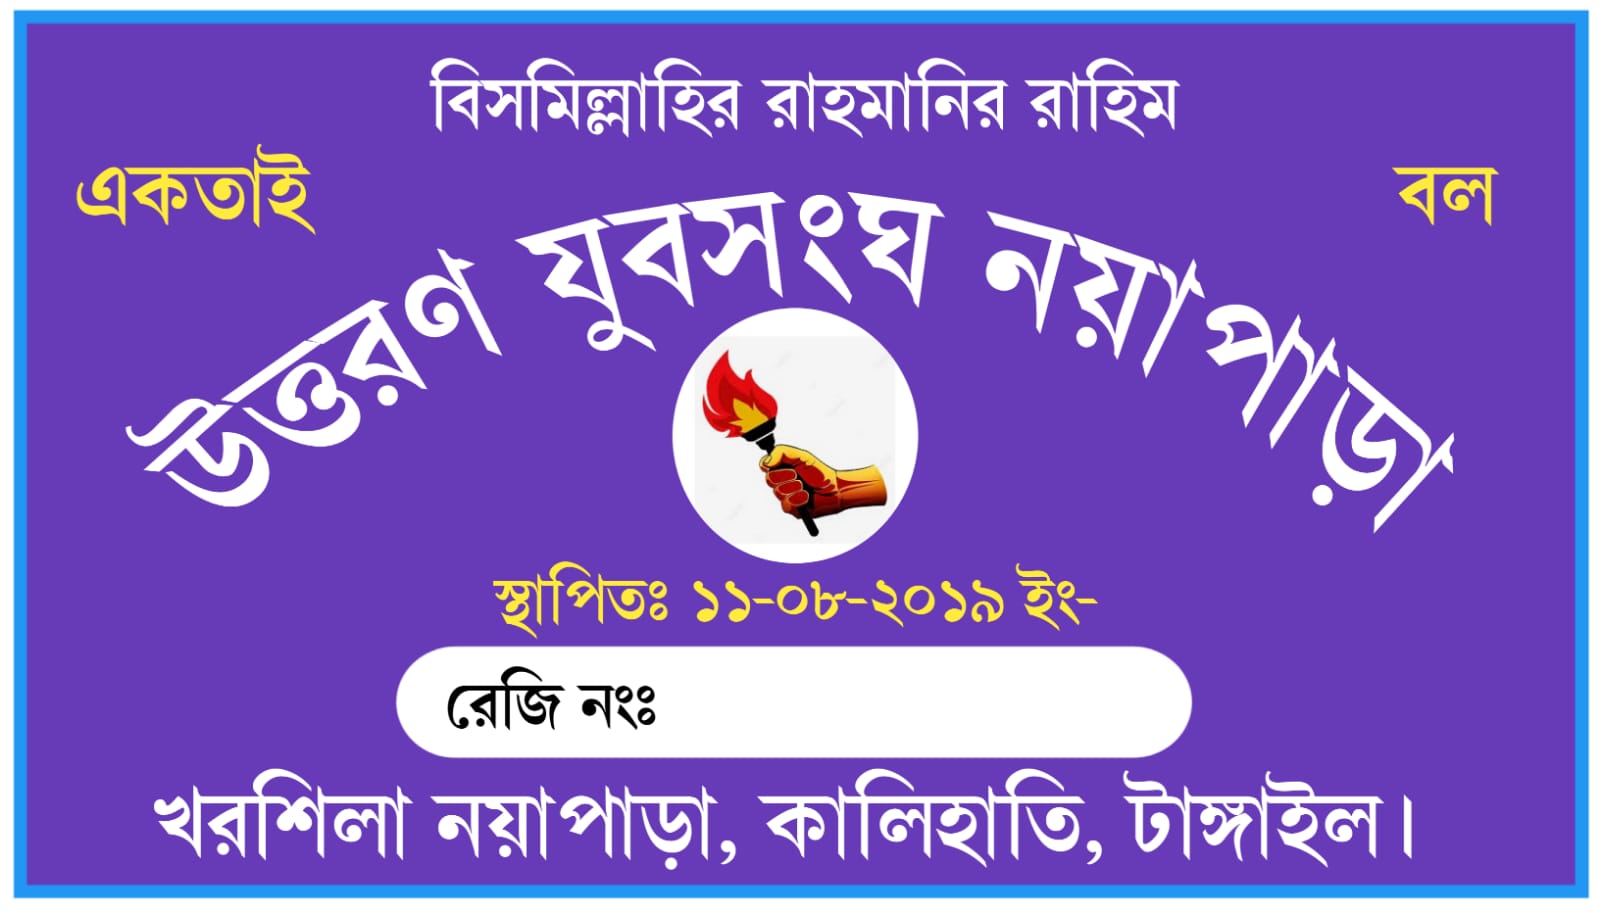 বিসমিল্লাহির রাহমানির রাহিম
একতাই বল
উত্তরণ যুবসংঘ নয়াপাড়া
স্থাপিতঃ ১১-০৮-২০১৯ ইং-
রেজি নংঃ
খরশিলা নয়াপাড়া, কালিহাতি, টাঙ্গাইল।